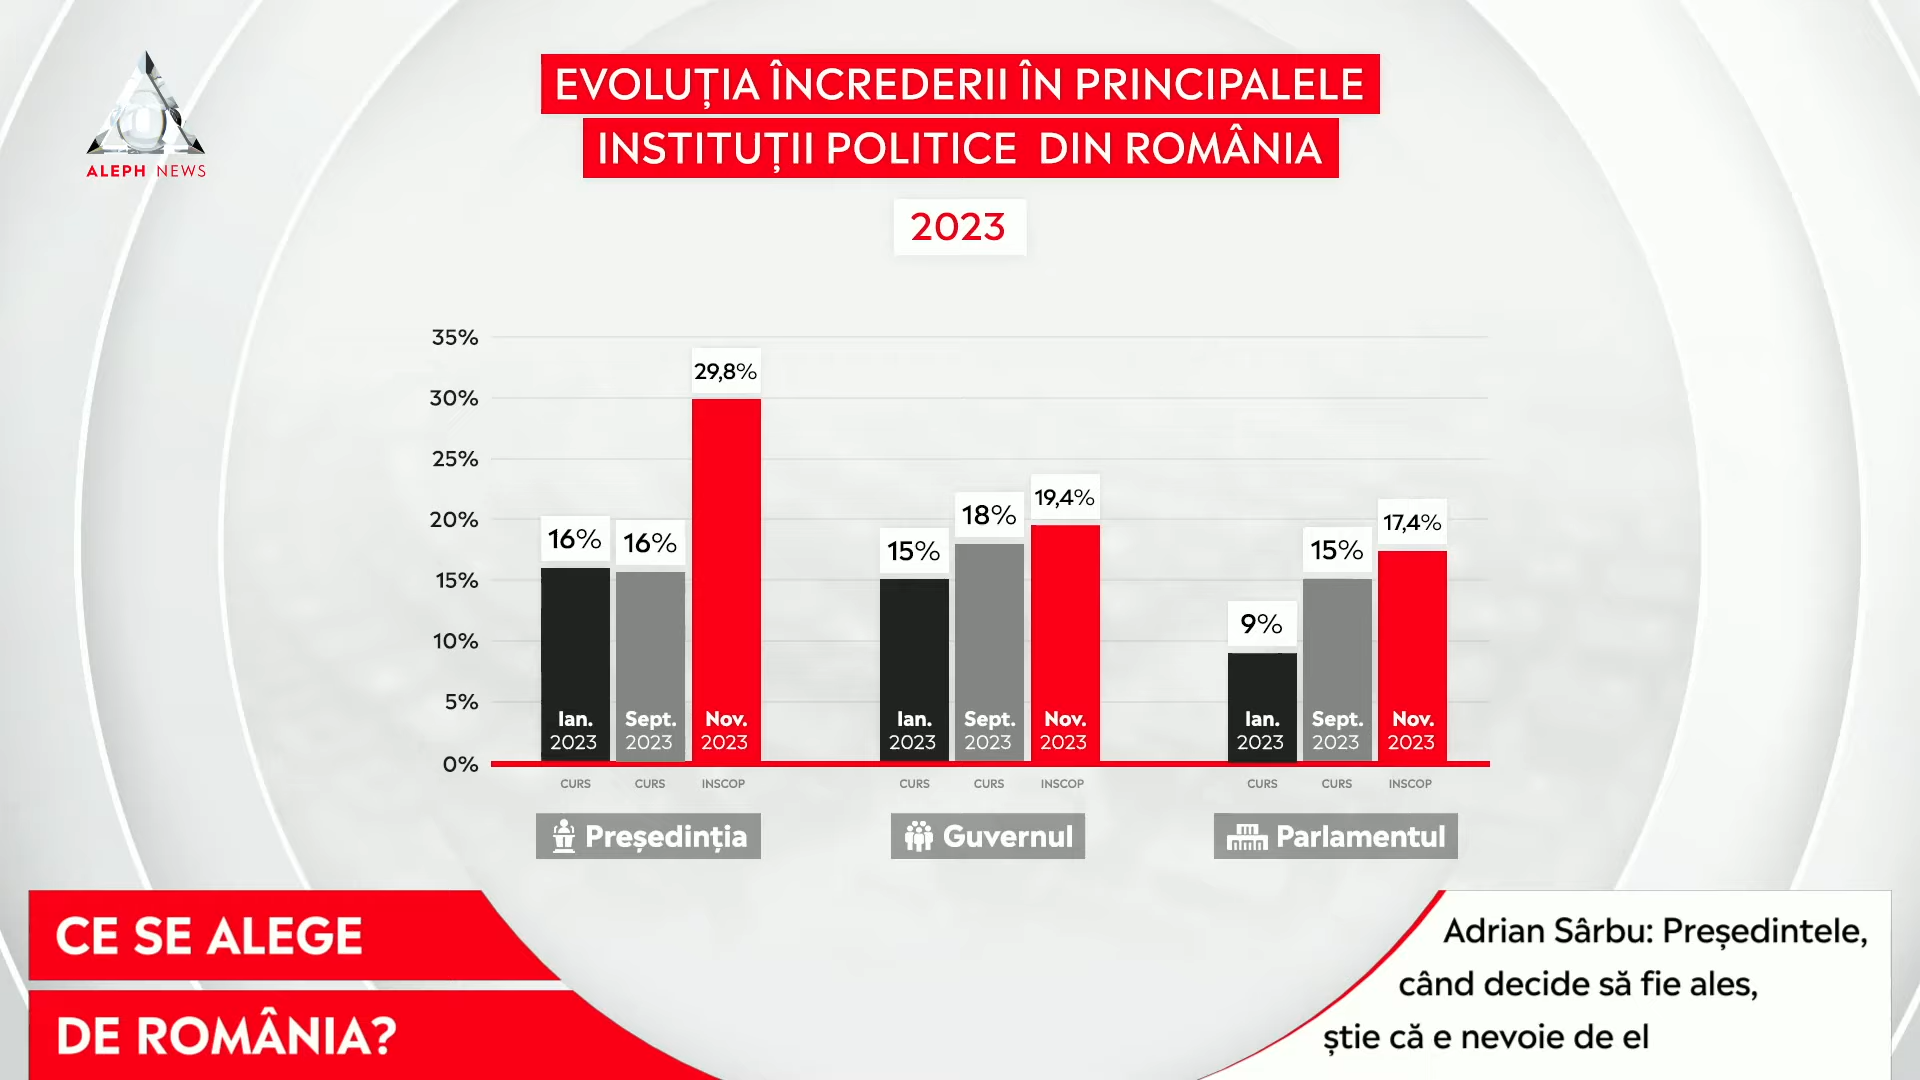 ALEPH NEWS
EVOLUȚIA ÎNCREDERII ÎN PRINCIPALELE
INSTITUȚII POLITICE DIN ROMÂNIA
2023
35%
30%
25%
20%
15%
10%
5%
0%
16%
16%
29,8%
Ian.
2023
Sept.
2023
Nov.
2023
CURS
CURS
INSCOP
Președinția
15%
18%
19,4%
Ian.
2023
Sept.
2023
Nov.
2023
CURS
CURS
INSCOP
Guvernul
9%
15%
17,4%
Ian.
2023
Sept.
2023
Nov.
2023
CURS
CURS
INSCOP
Parlamentul
CE SE ALEGE
DE ROMÂNIA?
Adrian Sârbu: Președintele,
când decide să fie ales,
știe că e nevoie de el